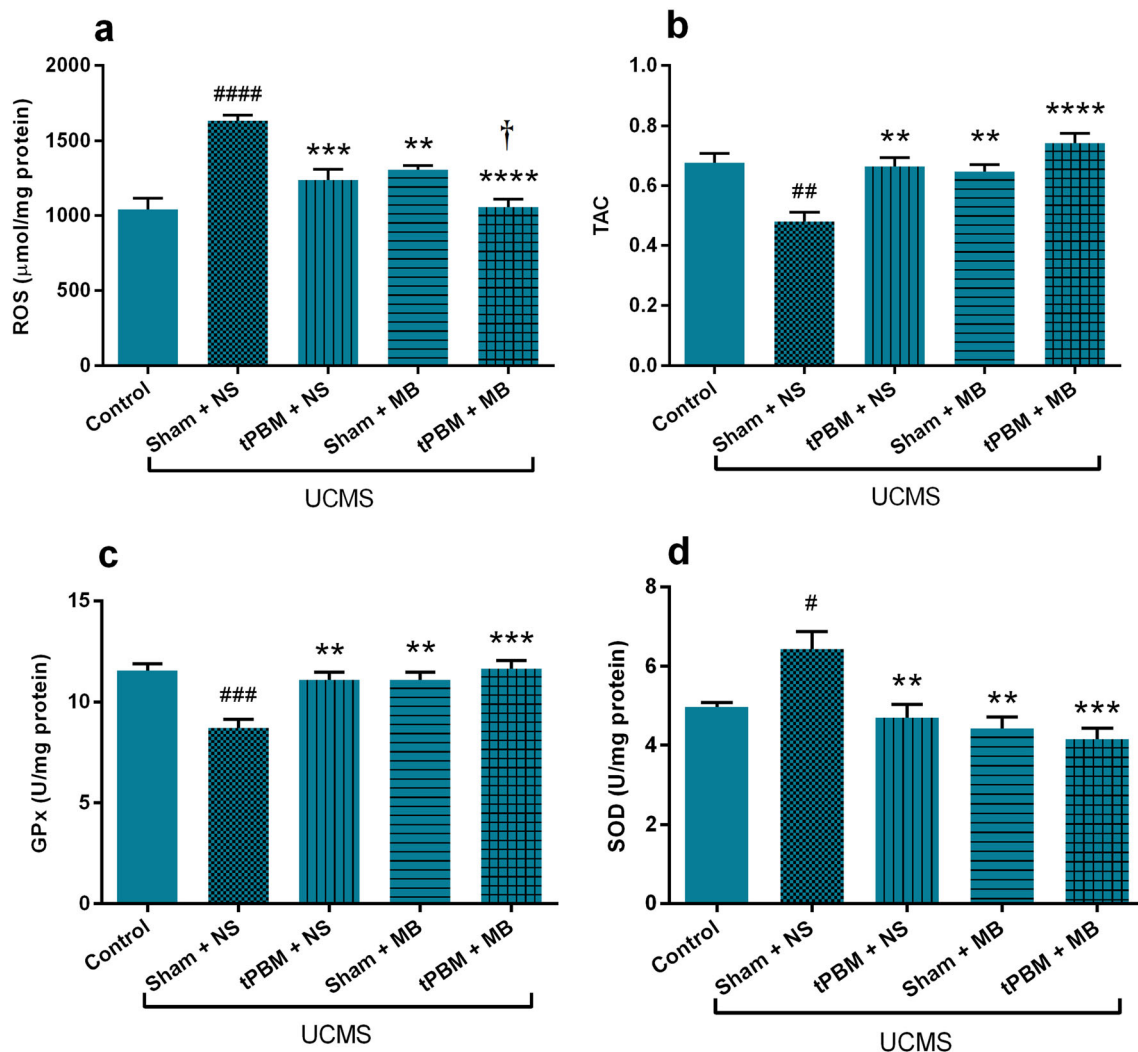 a
ROS (μmol/mg protein)
2000
1500
1000
500
0
####
***
**
†
****
Control
Sham + NS
tPBM + NS
Sham + MB
tPBM + MB
UCMS
b
TAC
1.0
0.8
0.6
0.4
0.2
0.0
##
**
**
****
Control
Sham + NS
tPBM + NS
Sham + MB
tPBM + MB
UCMS
c
GPx (U/mg protein)
15
10
5
0
###
**
**
***
Control
Sham + NS
tPBM + NS
Sham + MB
tPBM + MB
UCMS
d
SOD (U/mg protein)
8
6
4
2
0
#
**
**
***
Control
Sham + NS
tPBM + NS
Sham + MB
tPBM + MB
UCMS